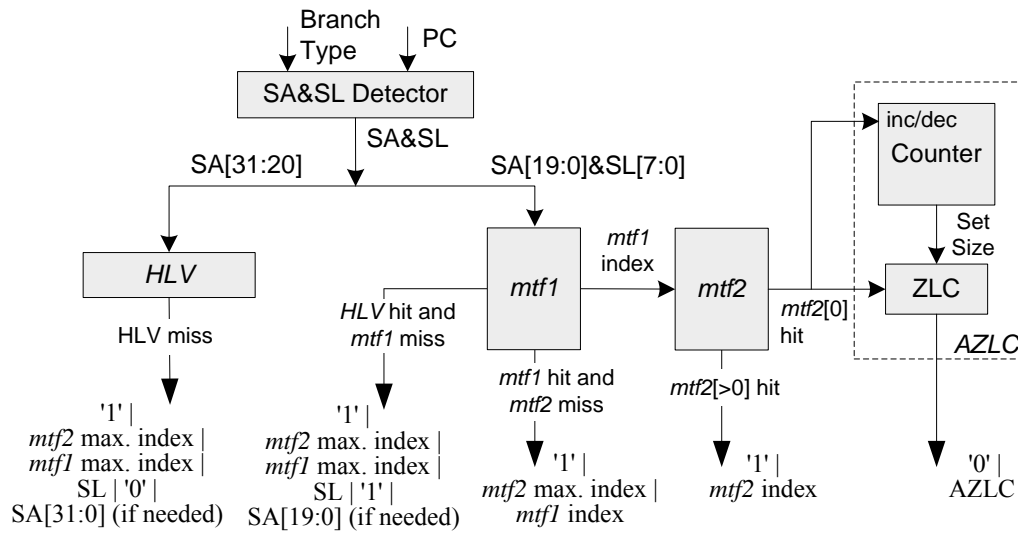 Branch
Type
PC
SA&SL Detector
SA&SL
SA[31:20]
SA[19:0]&SL[7:0]
inc/dec
Counter
Set
Size
HLV
mtf1
mtf1
index
mtf2
ZLC
mtf2[0]
hit
AZLC
HLV miss
HLV hit and
mtf1 miss
mtf1 hit and
mtf2 miss
mtf2[>0] hit
'1' |
mtf2 max. index |
mtf1 max. index |
SL | '0' |
SA[31:0] (if needed)
'1' |
mtf2 max. index |
mtf1 max. index |
SL | '1' |
SA[19:0] (if needed)
'1' |
mtf2 max. index |
mtf1 index
'1' |
mtf2 index
'0' |
AZLC